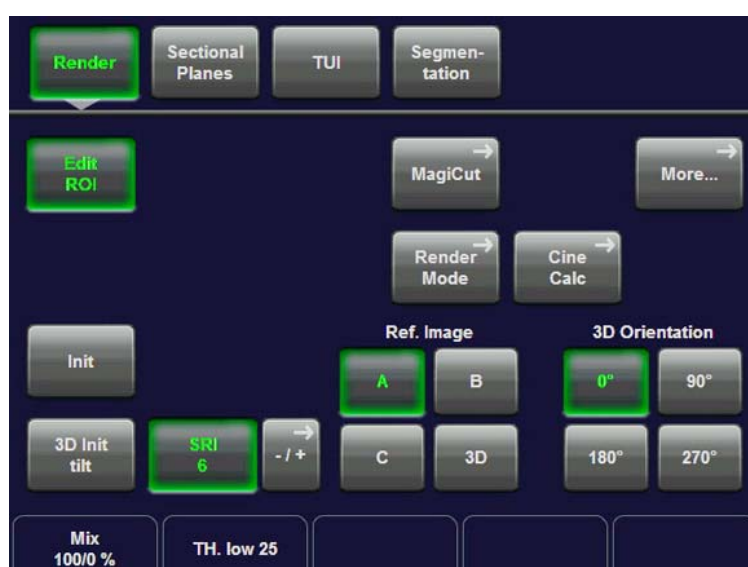 Render
Sectional
Planes
TUI
Segmen-
tation
Edit
ROI
MagiCut
More...
Render
Mode
Cine
Calc
Ref. Image
3D Orientation
Init
A
B
0°
90°
3D Init
tilt
SRI
6
- / +
C
3D
180°
270°
Mix
100/0 %
TH. low 25